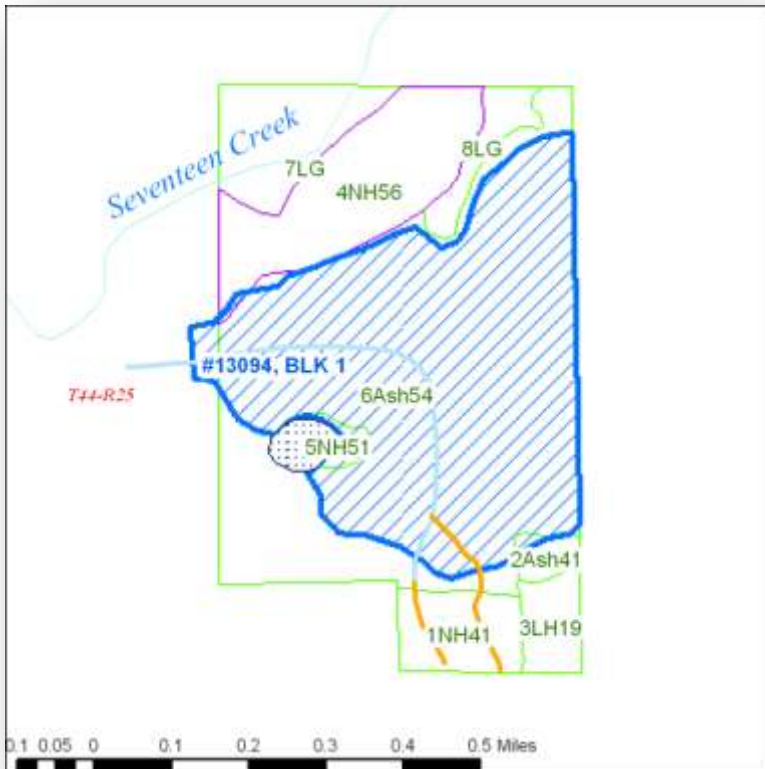 Seventeen Creek
8LG
7LG
4NH56
#13094, BLK 1
T44-R25
6Ash54
5NH51
2Ash41
1NH41
3LH19
0.1 0.05 0 0.1 0.2 0.3 0.4 0.5 Miles